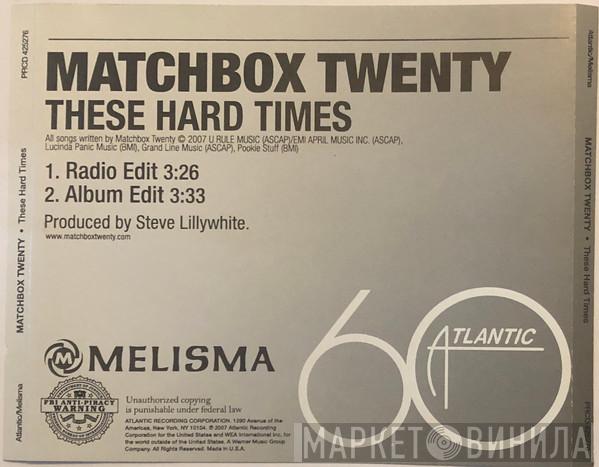 MATCHBOX TWENTY
THESE HARD TIMES
All songs written by Matchbox Twenty © 2007 U RULE MUSIC (ASCAP)/EMI APRIL MUSIC INC. (ASCAP),
Lucinda Panic Music (BMI), Grand Line Music (ASCAP), Pookie Stuff (BMI)
1. Radio Edit 3:26
2. Album Edit 3:33
Produced by Steve Lillywhite.
www.matchboxtwenty.com
MELISMA
60
ATLANTIC
FBI ANTI-PIRACY
WARNING
Unauthorized copying
is punishable under federal law
ATLANTIC RECORDING CORPORATION, 1290 Avenue of the
Americas, New York, NY 10104. ℗ 2007 Atlantic Recording
Corporation for the United States and WEA International Inc. for
the world outside of the United States. A Warner Music Group
Company. Made in U.S.A.
Atlantic/Melisma MATCHBOX TWENTY • These Hard Times PRCD 425276
Atlantic/Melisma MATCHBOX TWENTY • These Hard Times
МАРКЕТ ВИНИЛА